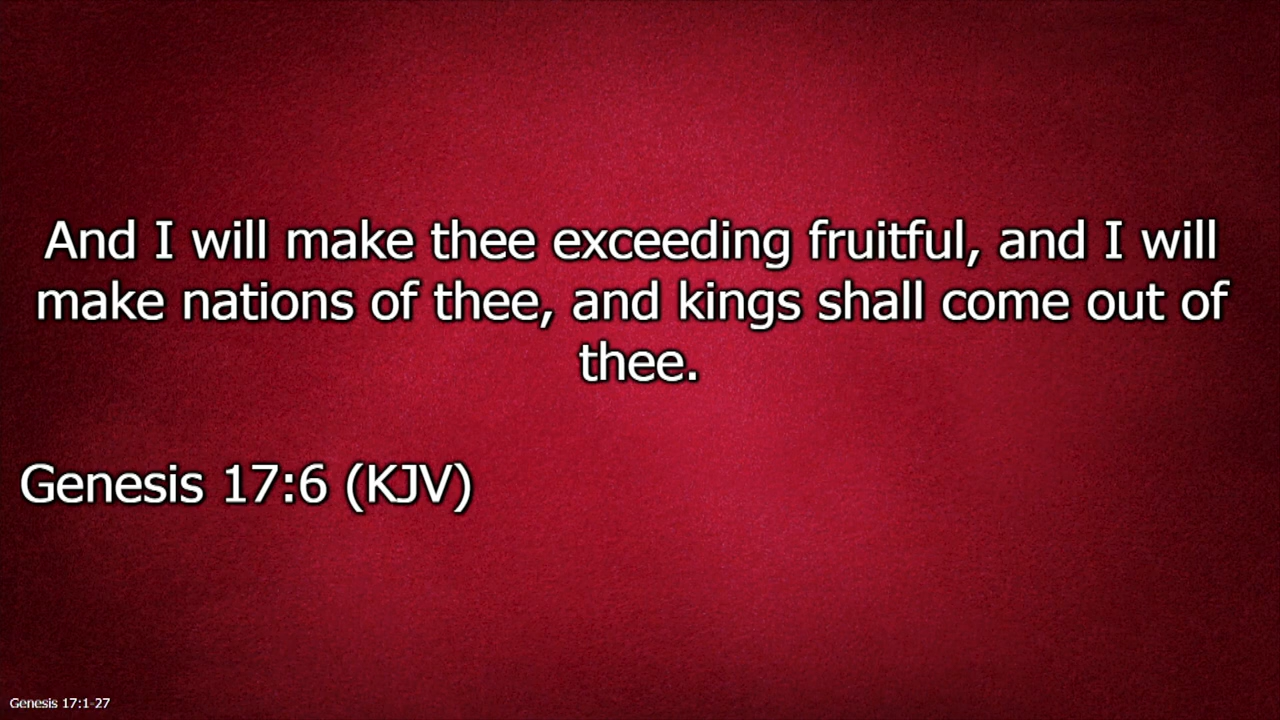 And I will make thee exceeding fruitful, and I will
make nations of thee, and kings shall come out of
thee.
Genesis 17:6 (KJV)
Genesis 17:1-27